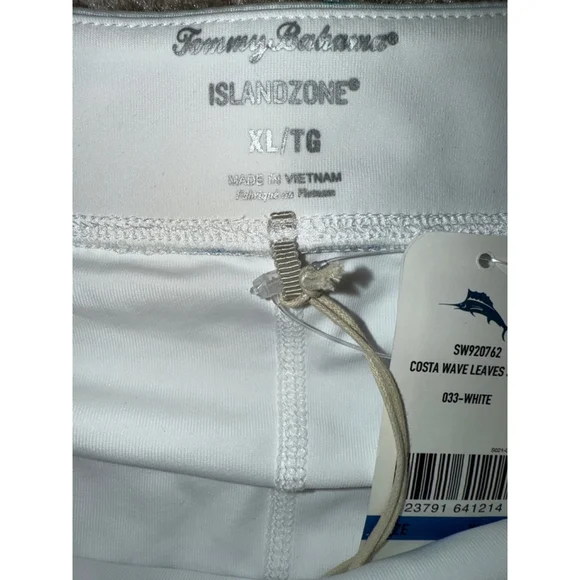 Tommy Bahama®
ISLANDZONE®
XL/TG
MADE IN VIETNAM
Fabriqué au Vietnam
SW920762
COSTA WAVE LEAVES
033-WHITE
23791 641214